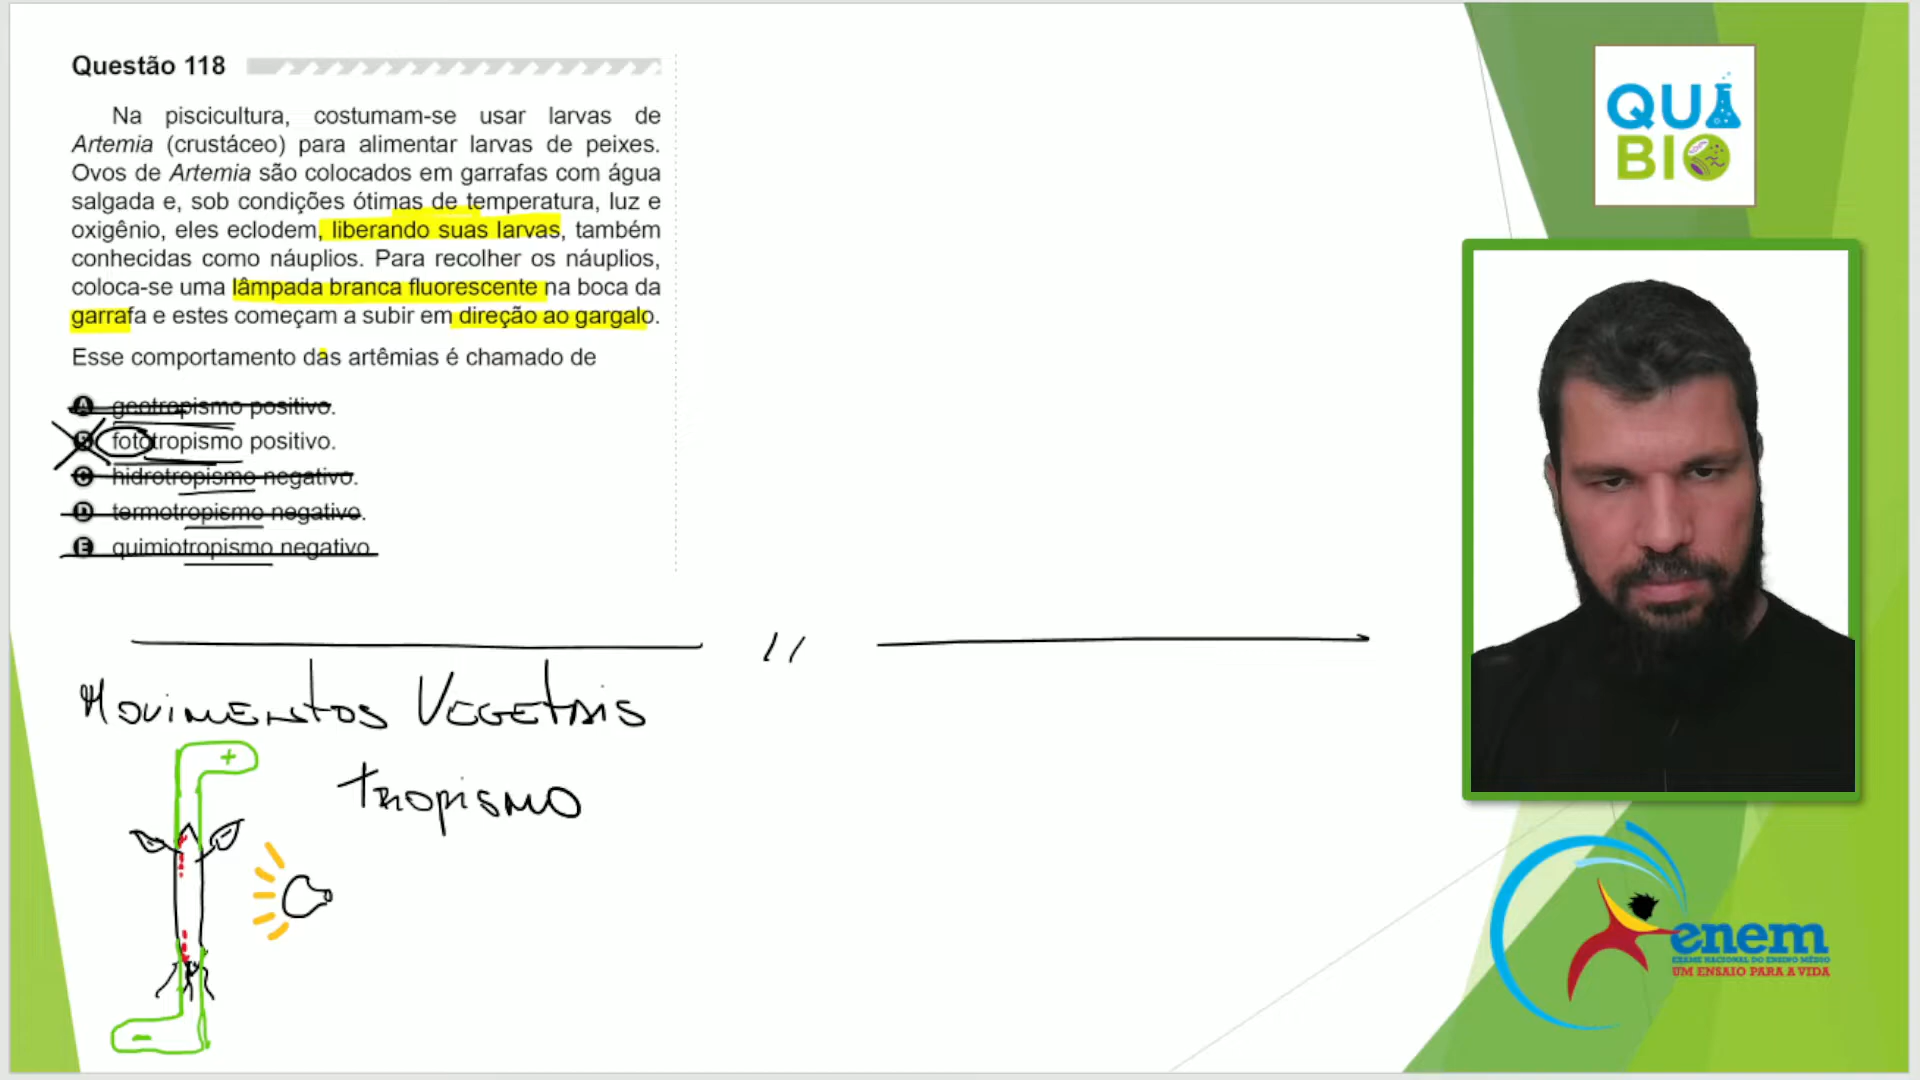 Questão 118
Na piscicultura, costumam-se usar larvas de
Artemia (crustáceo) para alimentar larvas de peixes.
Ovos de Artemia são colocados em garrafas com água
salgada e, sob condições ótimas de temperatura, luz e
oxigênio, eles eclodem, liberando suas larvas, também
conhecidas como náuplios. Para recolher os náuplios,
coloca-se uma lâmpada branca fluorescente na boca da
garrafa e estes começam a subir em direção ao gargalo.
Esse comportamento das artêmias é chamado de
A geotropismo positivo.
B fototropismo positivo.
C hidrotropismo negativo.
D termotropismo negativo.
E quimiotropismo negativo.
MOVIMENTOS VEGETAIS
+
TROPISMO
-
QUI
BIO
enem
EXAME NACIONAL DO ENSINO MÉDIO
UM ENSAIO PARA A VIDA